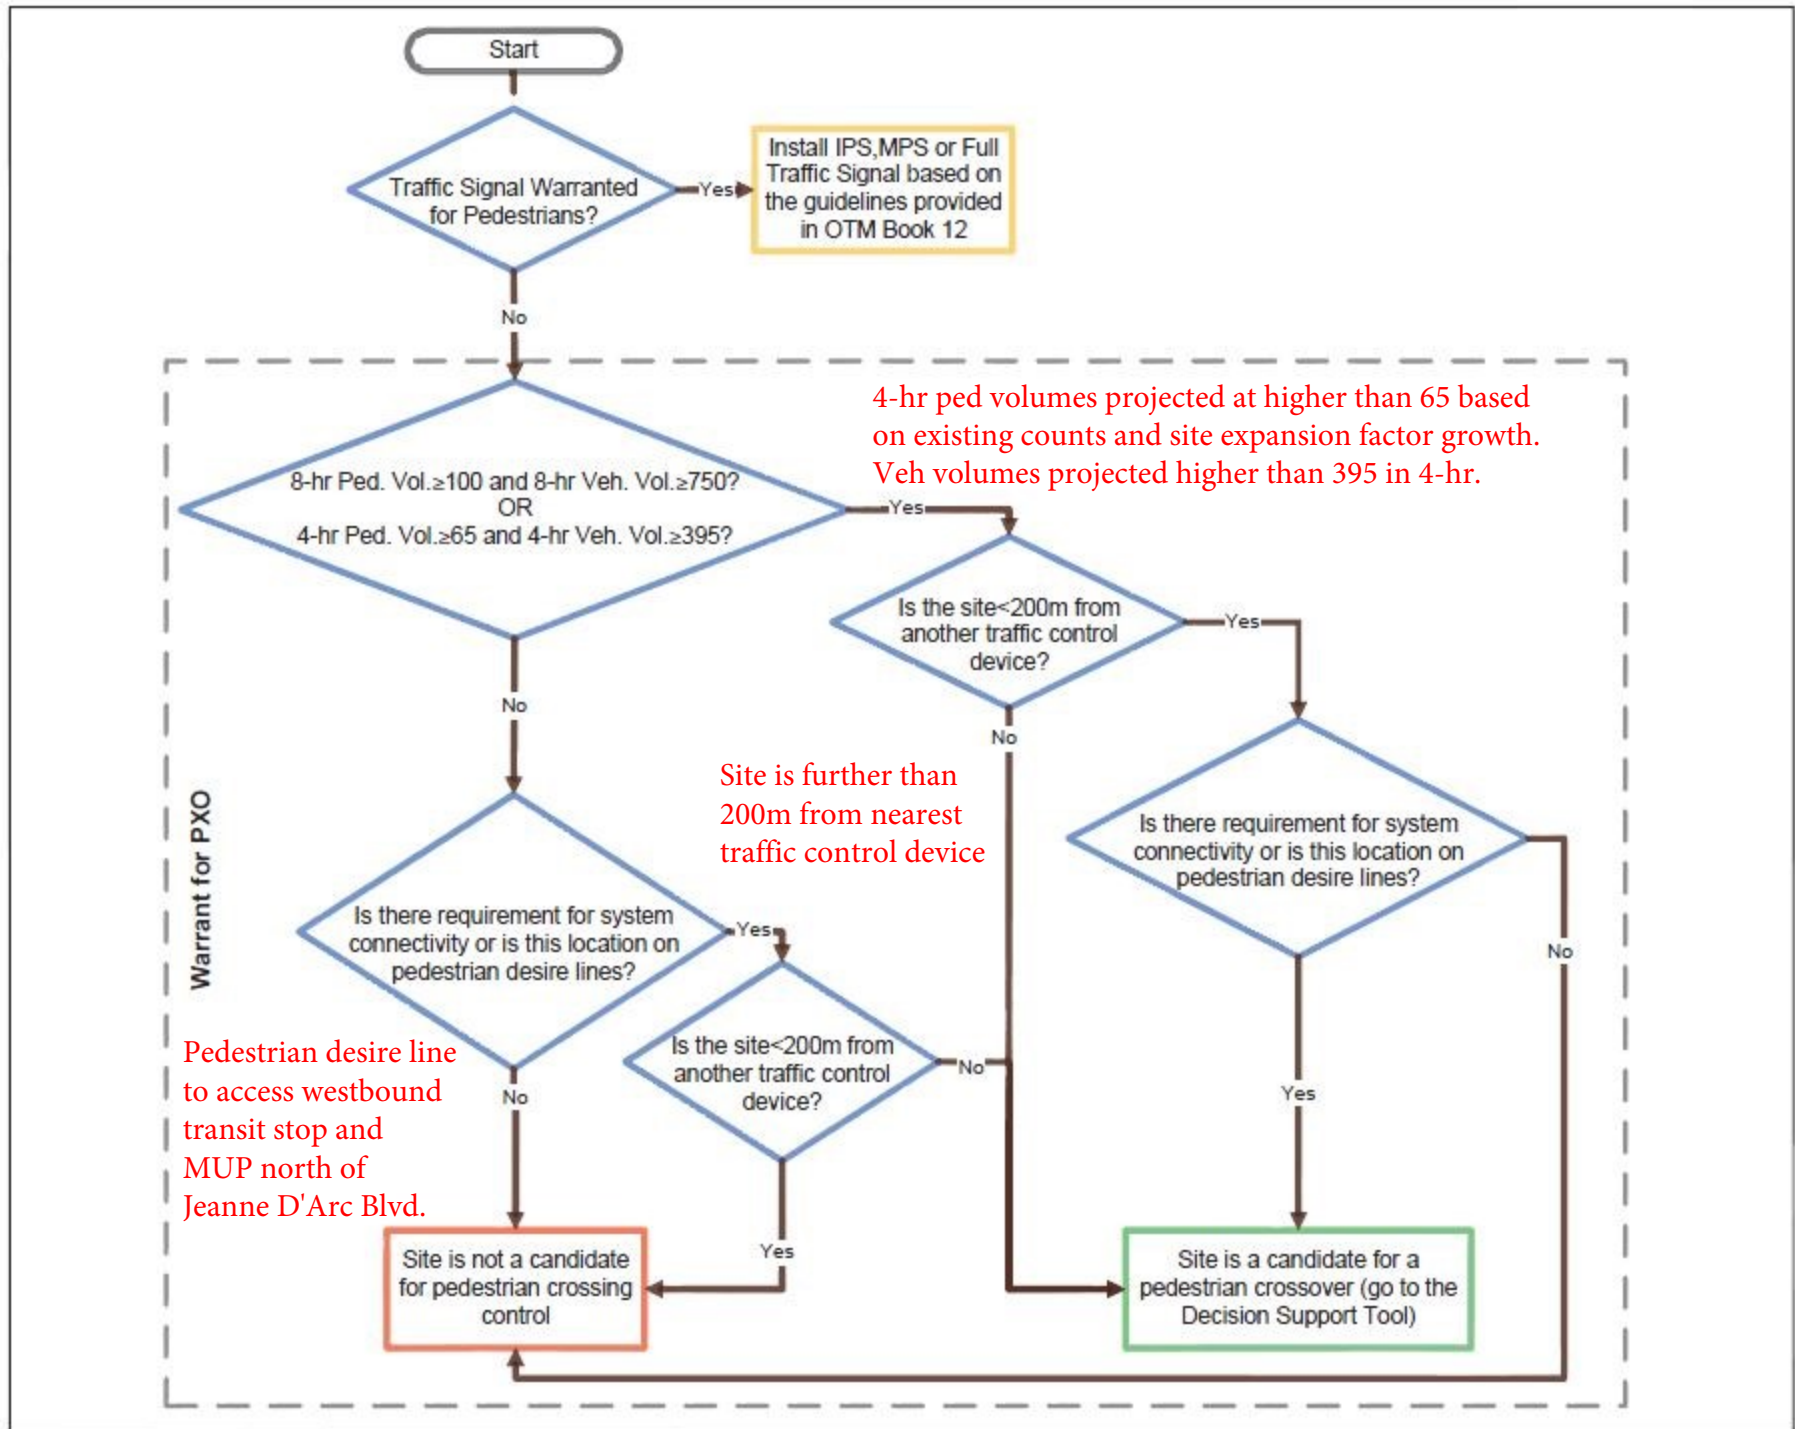 Start
Traffic Signal Warranted
for Pedestrians?
Yes
Install IPS,MPS or Full
Traffic Signal based on
the guidelines provided
in OTM Book 12
No
4-hr ped volumes projected at higher than 65 based
on existing counts and site expansion factor growth.
Veh volumes projected higher than 395 in 4-hr.
8-hr Ped. Vol.≥100 and 8-hr Veh. Vol.≥750?
OR
4-hr Ped. Vol.≥65 and 4-hr Veh. Vol.≥395?
Yes
Is the site<200m from
another traffic control
device?
Yes
No
No
Site is further than
200m from nearest
traffic control device
Is there requirement for system
connectivity or is this location on
pedestrian desire lines?
No
Warrant for PXO
Is there requirement for system
connectivity or is this location on
pedestrian desire lines?
Yes
Is the site<200m from
another traffic control
device?
No
Pedestrian desire line
to access westbound
transit stop and
MUP north of
Jeanne D'Arc Blvd.
No
Yes
Yes
Site is not a candidate
for pedestrian crossing
control
Site is a candidate for a
pedestrian crossover (go to the
Decision Support Tool)